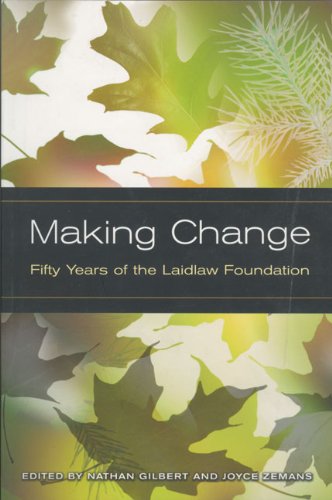 Making Change
Fifty Years of the Laidlaw Foundation
EDITED BY NATHAN GILBERT AND JOYCE ZEMANS